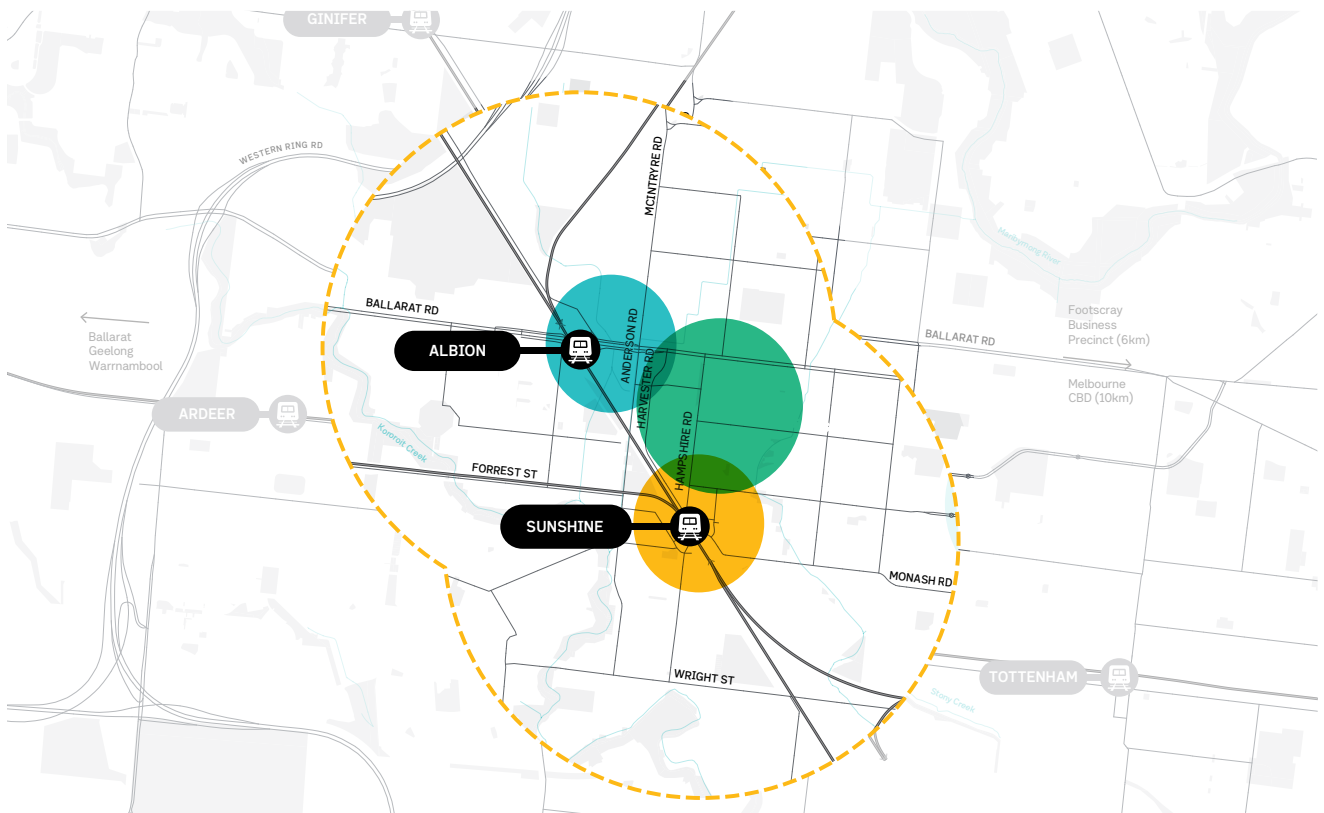 GINIFER
WESTERN RING RD
MCINTRYRE RD
Maribyrnong River
BALLARAT RD
Ballarat
Geelong
Warrnambool
ALBION
ANDERSON RD
HARVESTER RD
BALLARAT RD
Footscray
Business
Precinct (6km)
Melbourne
CBD (10km)
ARDEER
Kororoit Creek
HAMPSHIRE RD
FORREST ST
SUNSHINE
MONASH RD
WRIGHT ST
TOTTENHAM
Stony Creek